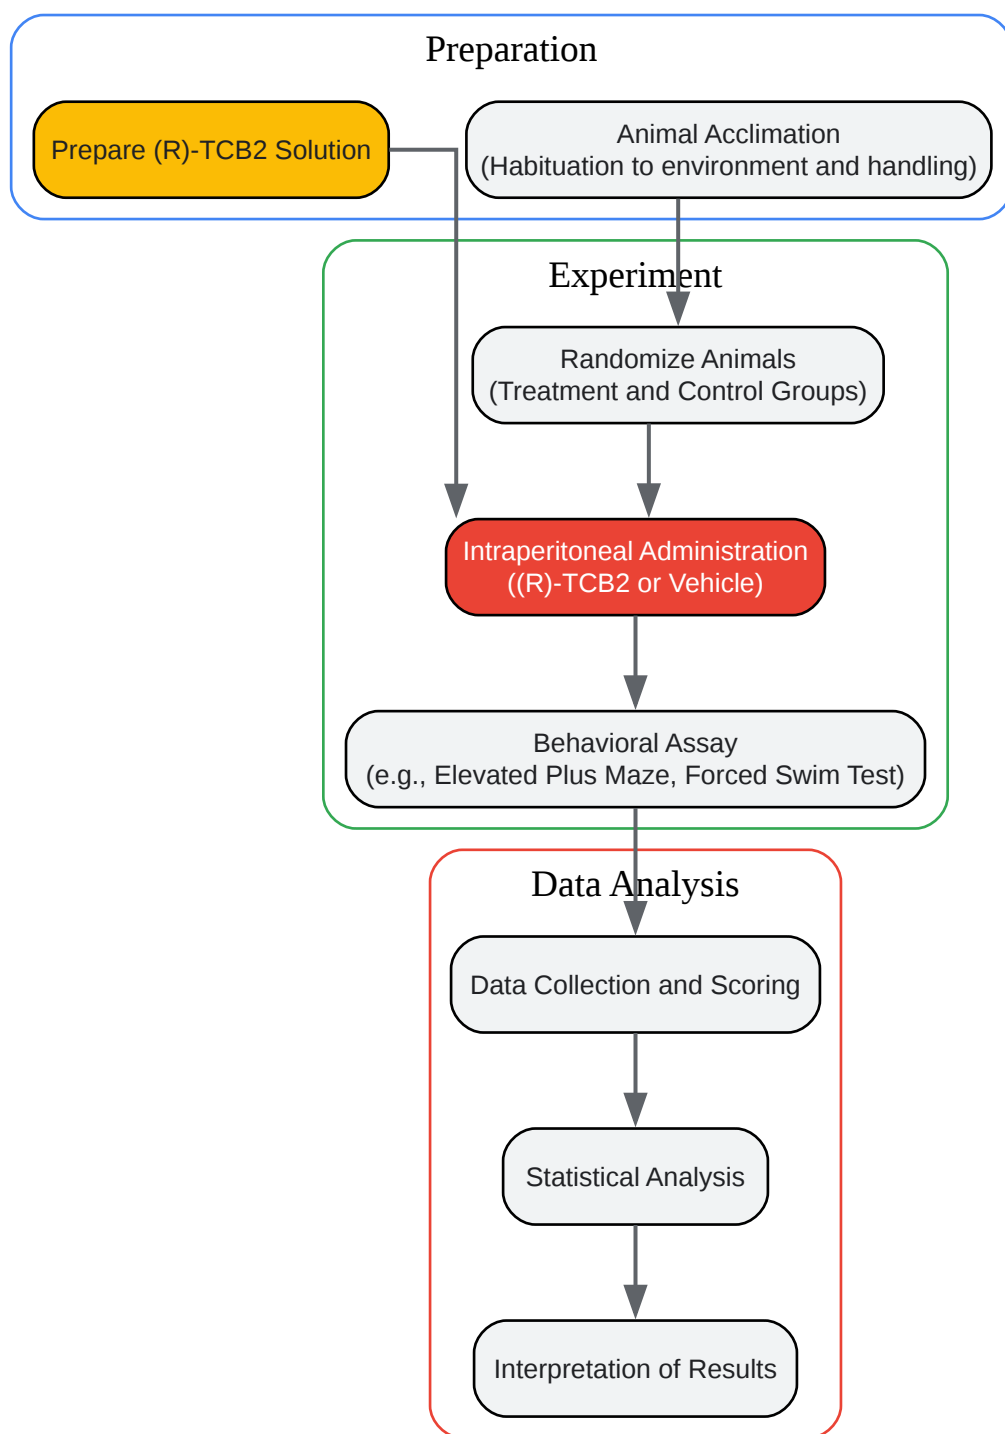 Preparation
Prepare (R)-TCB2 Solution
Animal Acclimation
(Habituation to environment and handling)
Experiment
Randomize Animals
(Treatment and Control Groups)
Intraperitoneal Administration
((R)-TCB2 or Vehicle)
Behavioral Assay
(e.g., Elevated Plus Maze, Forced Swim Test)
Data Analysis
Data Collection and Scoring
Statistical Analysis
Interpretation of Results